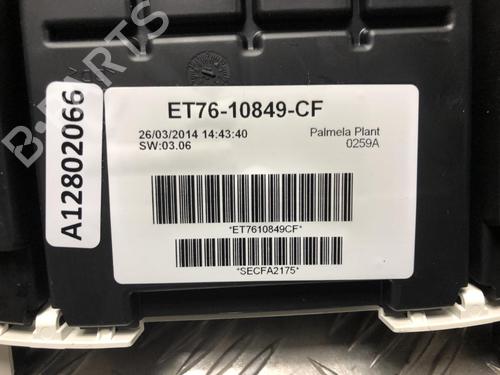 B-PARTS
A12802066
ET76-10849-CF
26/03/2014 14:43:40
Palmela Plant
SW:03.06
0259A
*ET7610849CF*
*SECFA2175*